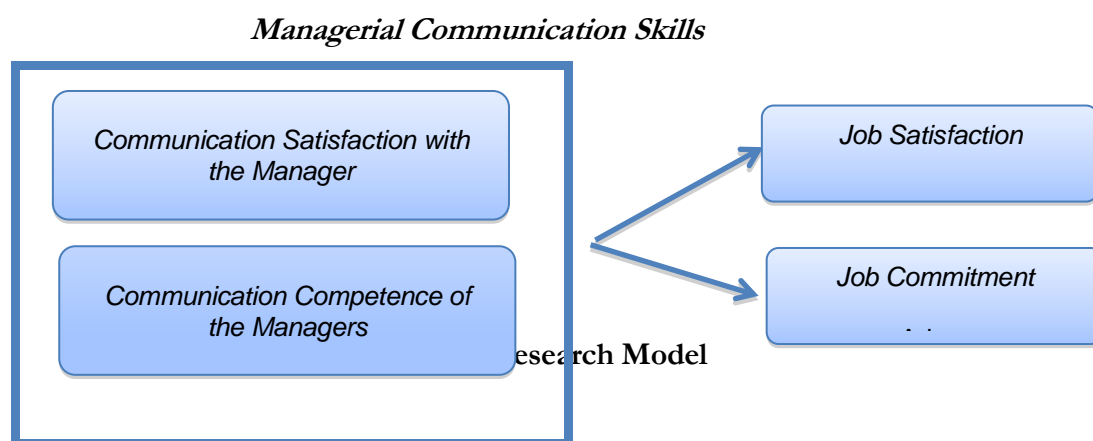 Managerial Communication Skills
Communication Satisfaction with
the Manager
Job Satisfaction
Communication Competence of
the Managers
Job Commitment
esearch Model